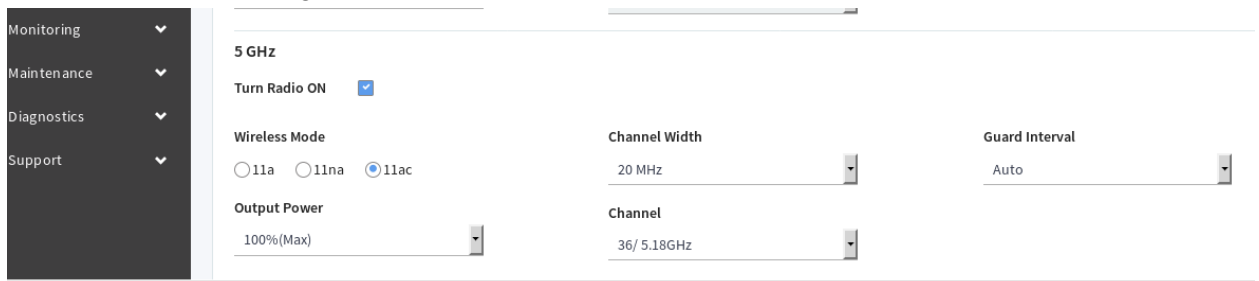 Monitoring
Maintenance
Diagnostics
Support
5 GHz
Turn Radio ON
Wireless Mode
11a 11na 11ac
Output Power
100%(Max)
Channel Width
20 MHz
Channel
36/ 5.18GHz
Guard Interval
Auto